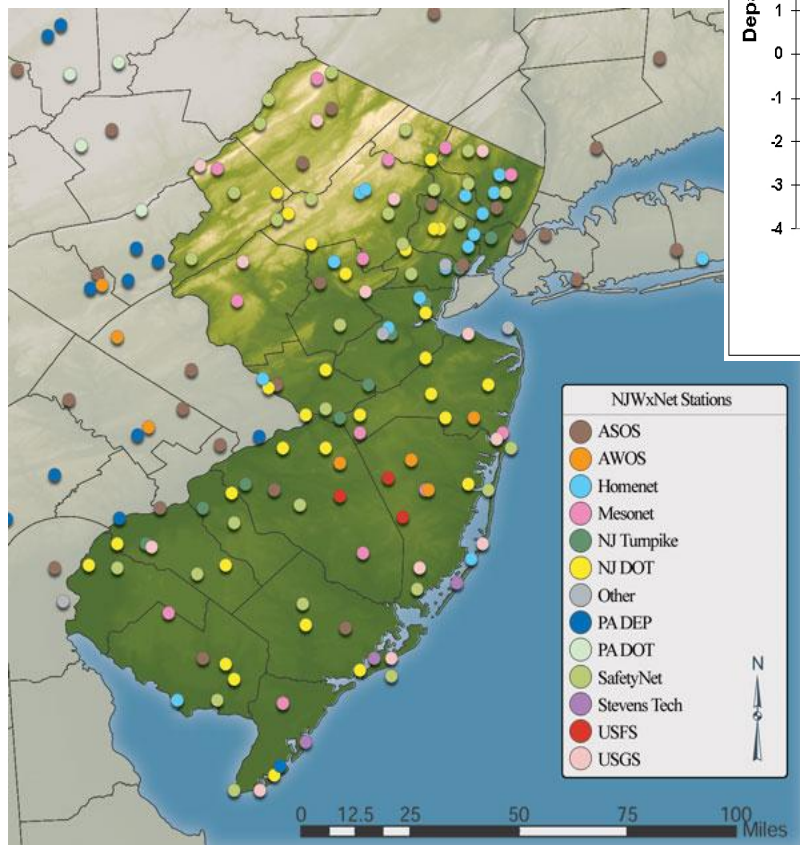 Depa
1
0
-1
-2
-3
-4
NJWxNet Stations
ASOS
AWOS
Homenet
Mesonet
NJ Turnpike
NJ DOT
Other
PA DEP
PA DOT
SafetyNet
Stevens Tech
USFS
USGS
N
0 12.5 25 50 75 100
Miles